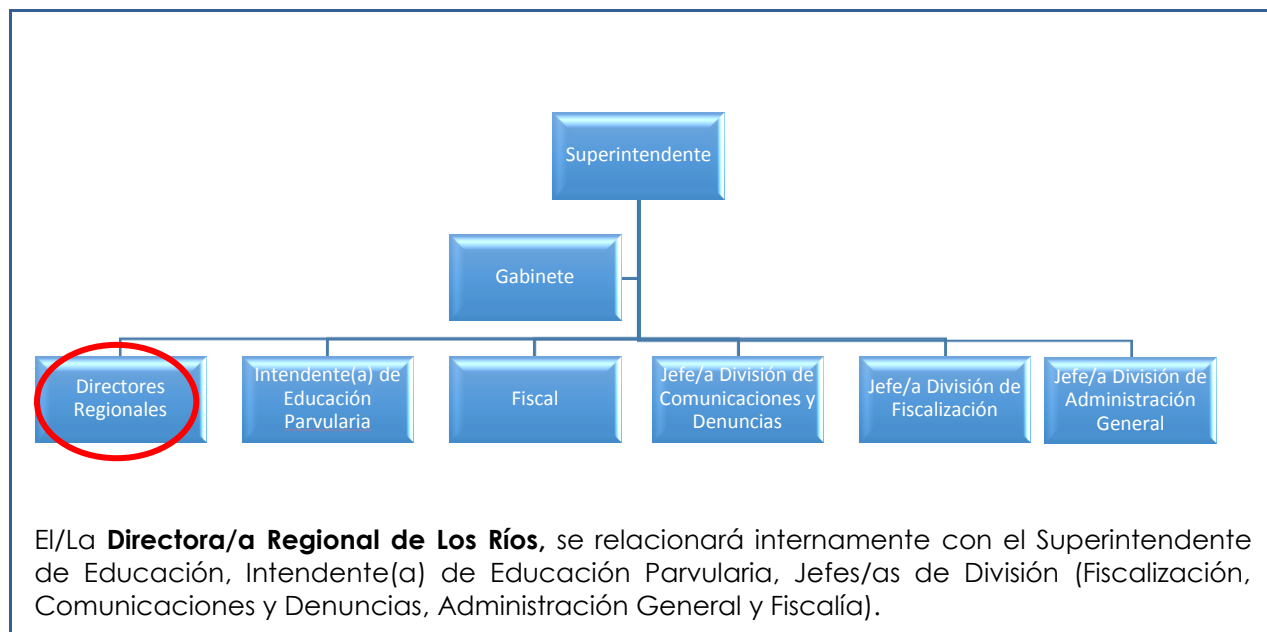 Superintendente
Gabinete
Directores
Regionales
Intendente(a) de
Educación
Parvularia
Fiscal
Jefe/a División de
Comunicaciones y
Denuncias
Jefe/a División de
Fiscalización
Jefe/a División de
Administración
General
El/La Directora/a Regional de Los Ríos, se relacionará internamente con el Superintendente
de Educación, Intendente(a) de Educación Parvularia, Jefes/as de División (Fiscalización,
Comunicaciones y Denuncias, Administración General y Fiscalía).